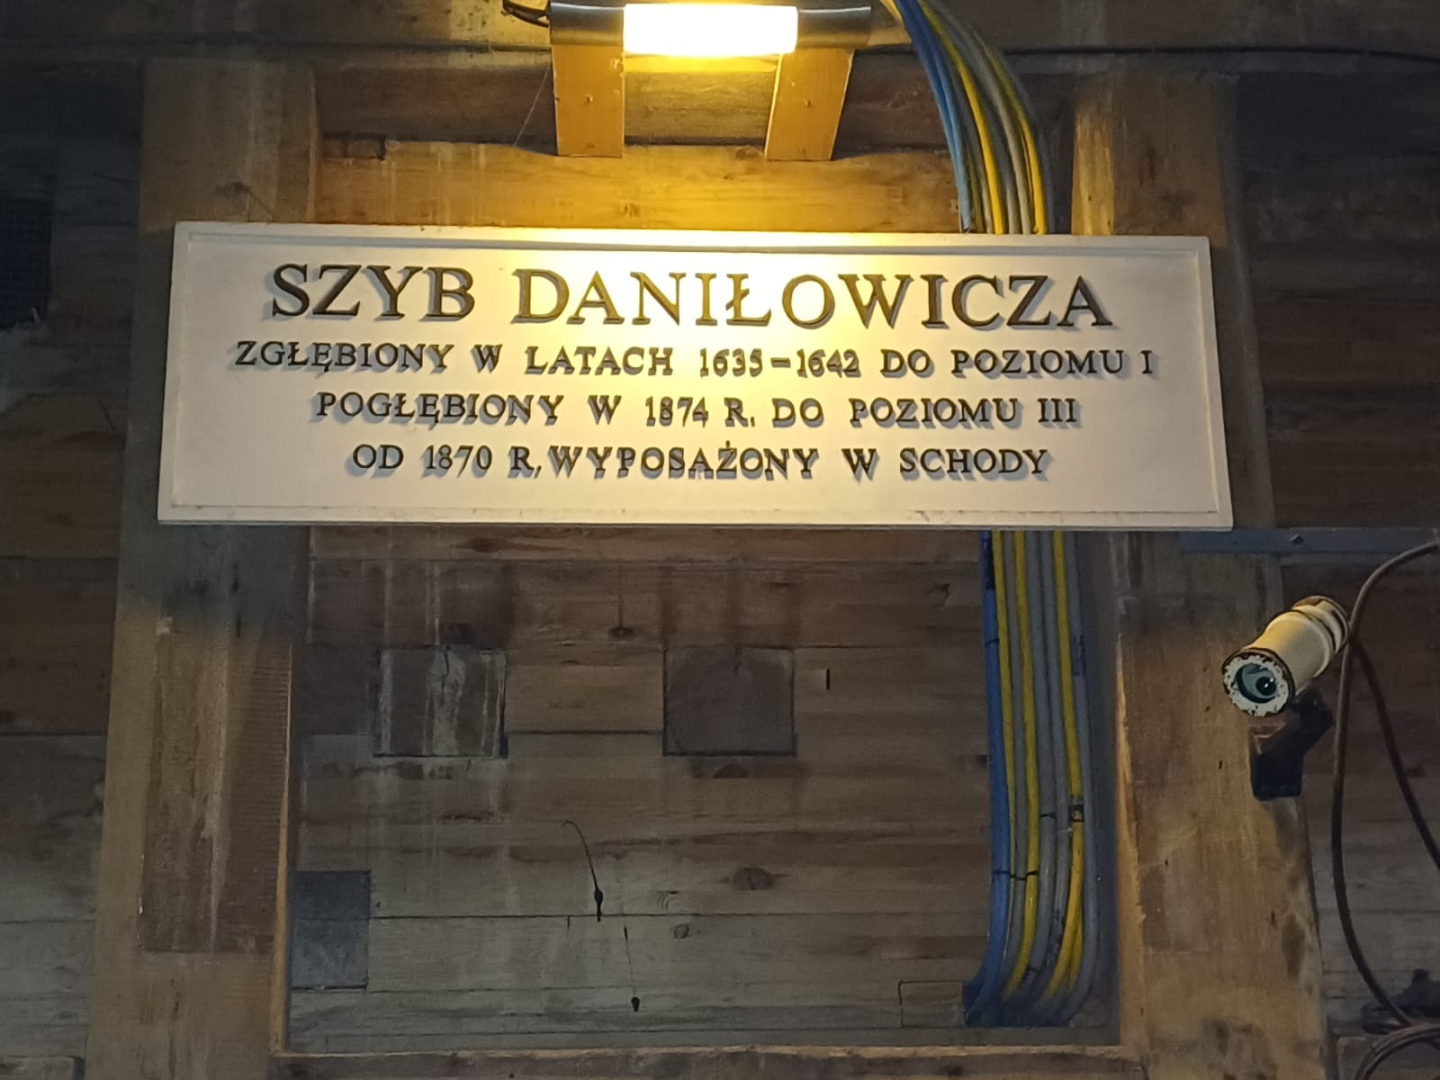 SZYB DANIŁOWICZA
ZGŁĘBIONY W LATACH 1635-1642 DO POZIOMU I
POGŁĘBIONY W 1874 R. DO POZIOMU III
OD 1870 R. WYPOSAŻONY W SCHODY